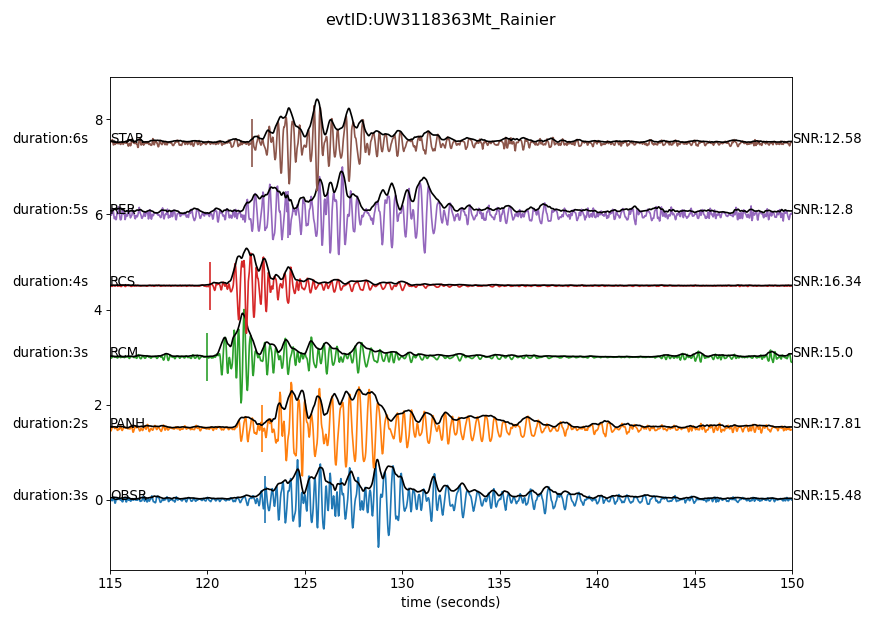 evtID:UW3118363Mt_Rainier
duration:6s STAR SNR:12.58
duration:5s PER SNR:12.8
duration:4s RCS SNR:16.34
duration:3s RCM SNR:15.0
duration:2s PANH SNR:17.81
duration:3s OBSR SNR:15.48
8
6
4
2
0
115 120 125 130 135 140 145 150
time (seconds)